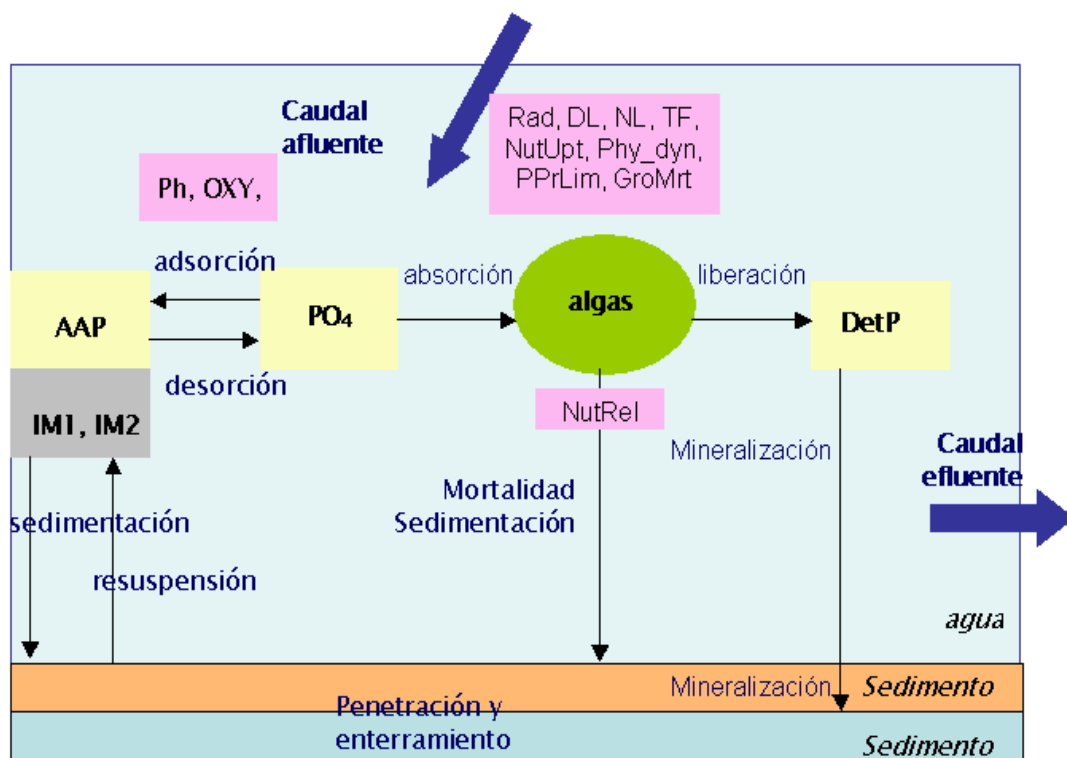 Caudal
afluente
Rad, DL, NL, TF,
NutUpt, Phy_dyn,
PPrLim, GroMrt
Ph, OXY,
adsorción
absorción
liberación
AAP
PO₄
algas
DetP
desorción
IM1, IM2
NutRel
Mineralización
Caudal
efluente
Mortalidad
Sedimentación
sedimentación
resuspensión
agua
Mineralización
Sedimento
Penetración y
enterramiento
Sedimento